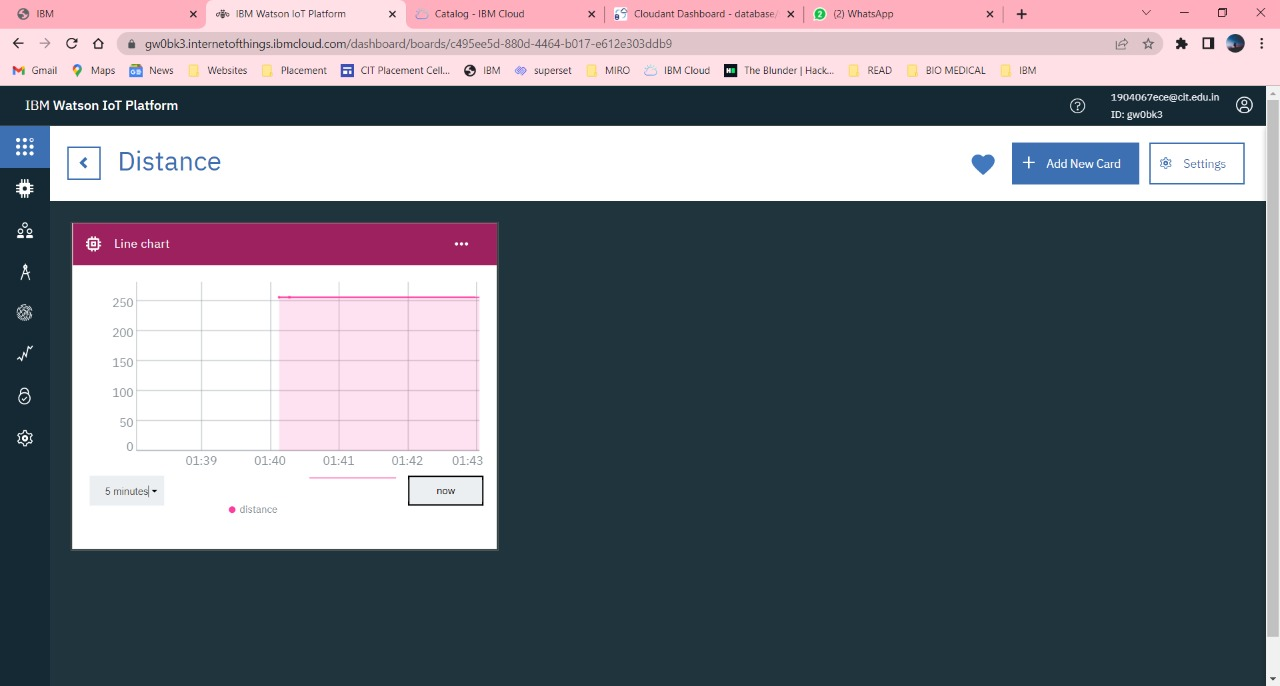 IBM
IBM Watson IoT Platform
Catalog - IBM Cloud
Cloudant Dashboard - database/
(2) WhatsApp
gw0bk3.internetofthings.ibmcloud.com/dashboard/boards/c495ee5d-880d-4464-b017-e612e303ddb9
Gmail
Maps
News
Websites
Placement
CIT Placement Cell...
IBM
superset
MIRO
IBM Cloud
The Blunder | Hack...
READ
BIO MEDICAL
IBM
IBM Watson IoT Platform
1904067ece@cit.edu.in
ID: gw0bk3
Distance
Add New Card
Settings
Line chart
250
200
150
100
50
0
01:39 01:40 01:41 01:42 01:43
5 minutes
now
distance